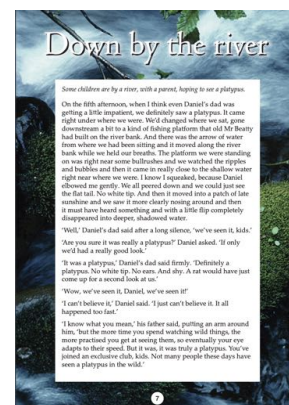 Down by the river
Some children are by a river, with a parent, hoping to see a platypus.
On the fifth afternoon, when I think even Daniel's dad was
getting a little impatient, we definitely saw a platypus. It came
right under where we were. We'd changed where we sat, gone
downstream a bit to a kind of fishing platform that old Mr Beatty
had built on the river bank. And there was the arrow of water
from where we had been sitting and it moved along the river
bank while we held our breaths. The platform we were standing
on was right near some bullrushes and we watched the ripples
and bubbles and then it came in really close to the shallow water
right near where we were. I know I squeaked, because Daniel
elbowed me gently. We all peered down and we could just see
the flat tail. No white tip. And then it moved into a patch of late
sunshine and we saw it more clearly nosing around and then
it must have heard something and with a little flip completely
disappeared into deeper, shadowed water.
'Well,' Daniel's dad said after a long silence, 'we've seen it, kids.'
'Are you sure it was really a platypus?' Daniel asked. 'If only
we'd had a really good look.'
'It was a platypus,' Daniel's dad said firmly. 'Definitely a
platypus. No white tip. No ears. And shy. A rat would have just
come up for a second look at us.'
'Wow, we've seen it, Daniel, we've seen it!'
'I can't believe it,' Daniel said. 'I just can't believe it. It all
happened too fast.'
'I know what you mean,' his father said, putting an arm around
him, 'but the more time you spend watching wild things, the
more practised you get at seeing them, so eventually your eye
adapts to their speed. But it was, it was truly a platypus. You've
joined an exclusive club, kids. Not many people these days have
seen a platypus in the wild.'
7